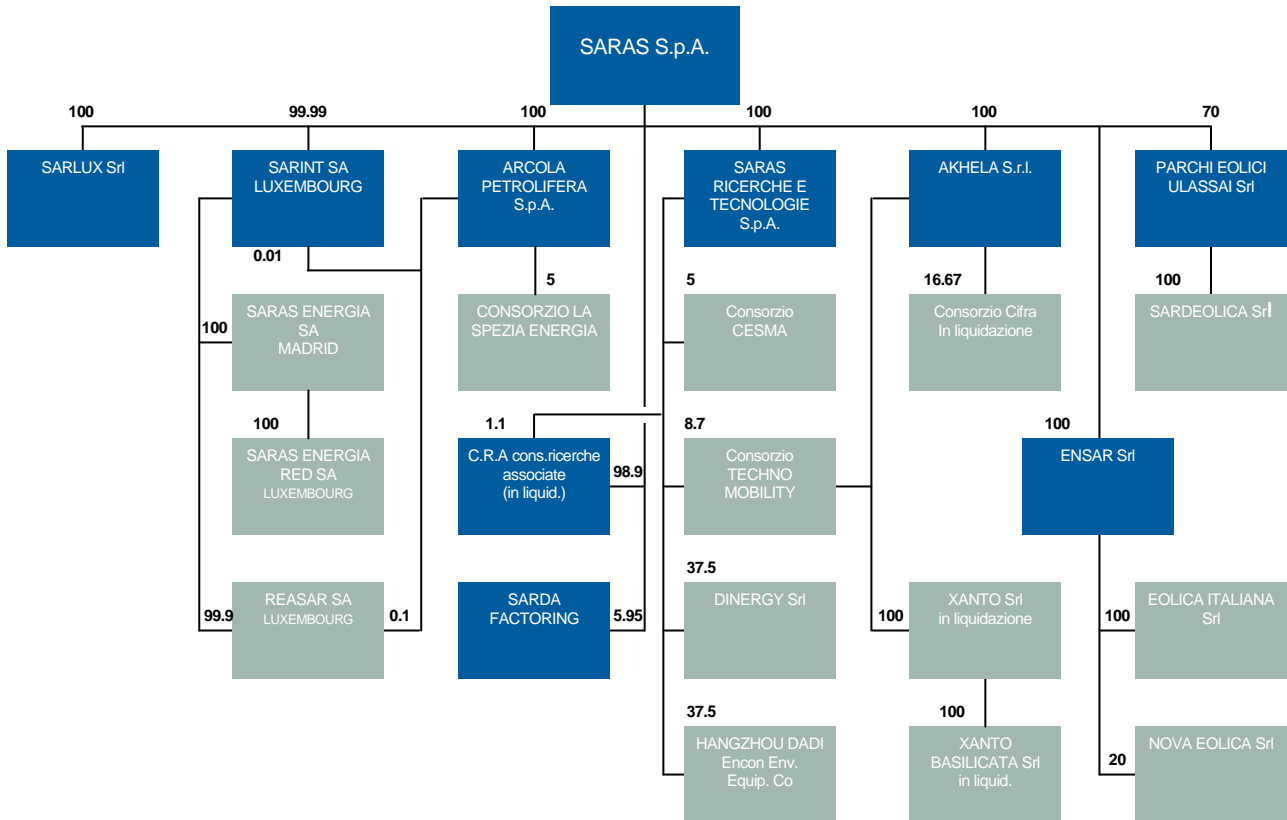 SARAS S.p.A.
100
99.99
100
100
100
70
SARLUX Srl
SARINT SA
LUXEMBOURG
ARCOLA
PETROLIFERA
S.p.A.
SARAS
RICERCHE E
TECNOLOGIE
S.p.A.
AKHELA S.r.l.
PARCHI EOLICI
ULASSAI Srl
0.01
5
5
16.67
100
SARAS ENERGIA
SA
MADRID
CONSORZIO LA
SPEZIA ENERGIA
Consorzio
CESMA
Consorzio Cifra
In liquidazione
SARDEOLICA Srl
100
100
1.1
8.7
100
SARAS ENERGIA
RED SA
LUXEMBOURG
C.R.A cons.ricerche
associate
(in liquid.)
98.9
Consorzio
TECHNO
MOBILITY
ENSAR Srl
37.5
99.9
REASAR SA
LUXEMBOURG
0.1
SARDA
FACTORING
5.95
DINERGY Srl
100
XANTO Srl
in liquidazione
100
EOLICA ITALIANA
Srl
37.5
100
HANGZHOU DADI
Encon Env.
Equip. Co
XANTO
BASILICATA Srl
in liquid.
20
NOVA EOLICA Srl